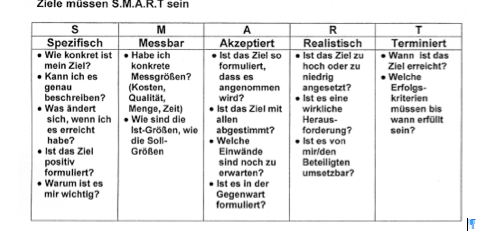 Ziele müssen S.M.A.R.T sein
S M A R T
Spezifisch Messbar Akzeptiert Realistisch Terminiert
• Wie konkret ist
mein Ziel?
• Kann ich es
genau
beschreiben?
• Was ändert
sich, wenn ich
es erreicht
habe?
• Ist das Ziel
positiv
formuliert?
• Warum ist es
mir wichtig?
• Habe ich
konkrete
Messgrößen?
(Kosten,
Qualität,
Menge, Zeit)
• Wie sind die
Ist-Größen, wie
die Soll-
Größen
• Ist das Ziel so
formuliert,
dass es
angenommen
wird?
• Ist das Ziel mit
allen
abgestimmt?
• Welche
Einwände
sind noch zu
erwarten?
• Ist es in der
Gegenwart
formuliert?
• Ist das Ziel zu
hoch oder zu
niedrig
angesetzt?
• Ist es eine
wirkliche
Heraus-
forderung?
• Ist es von
mir/den
Beteiligten
umsetzbar?
• Wann ist das
Ziel erreicht?
• Welche
Erfolgs-
kriterien
müssen bis
wann erfüllt
sein?
¶